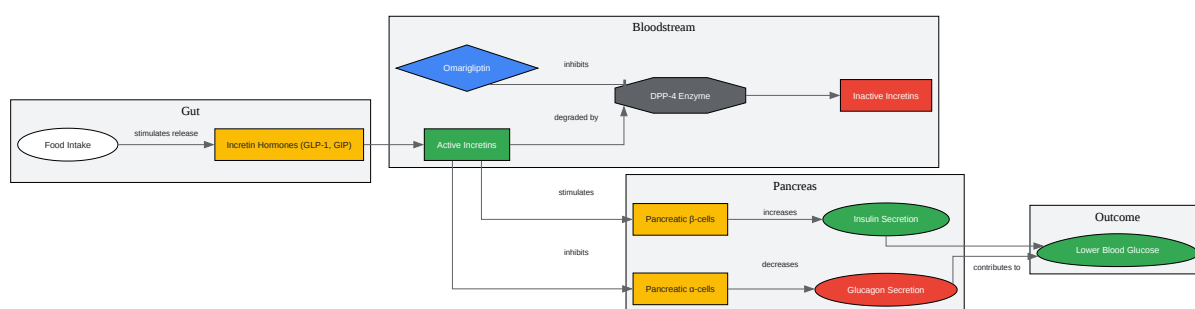 Bloodstream
Omarigliptin
inhibits
DPP-4 Enzyme
Inactive Incretins
Gut
Food Intake
stimulates release
Incretin Hormones (GLP-1, GIP)
Active Incretins
degraded by
Pancreas
stimulates
Pancreatic β-cells
increases
Insulin Secretion
inhibits
Pancreatic α-cells
decreases
Glucagon Secretion
Outcome
Lower Blood Glucose
contributes to